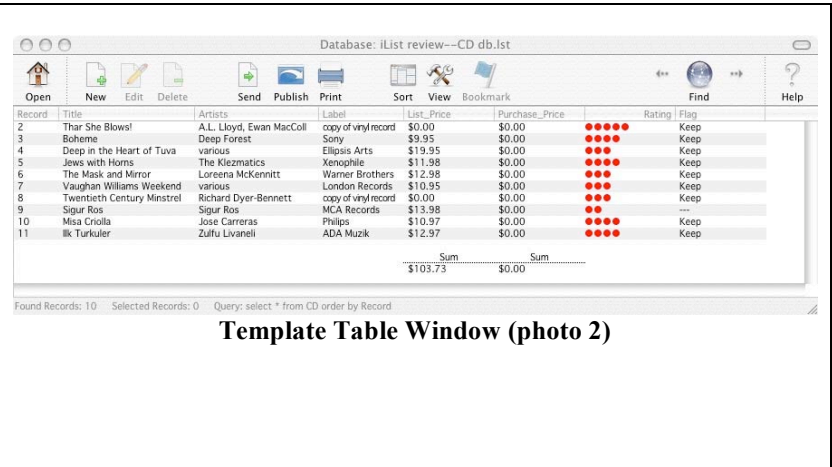 Database: iList review--CD db.lst
Open New Edit Delete Send Publish Print Sort View Bookmark Find Help
Record Title Artists Label List_Price Purchase_Price Rating Flag
2 Thar She Blows! A.L. Lloyd, Ewan MacColl copy of vinyl record $0.00 $0.00 Keep
3 Boheme Deep Forest Sony $9.95 $0.00 Keep
4 Deep in the Heart of Tuva various Ellipsis Arts $19.95 $0.00 Keep
5 Jews with Horns The Klezmatics Xenophile $11.98 $0.00 Keep
6 The Mask and Mirror Loreena McKennitt Warner Brothers $12.98 $0.00 Keep
7 Vaughan Williams Weekend various London Records $10.95 $0.00 Keep
8 Twentieth Century Minstrel Richard Dyer-Bennett copy of vinyl record $0.00 $0.00 Keep
9 Sigur Ros Sigur Ros MCA Records $13.98 $0.00 ---
10 Misa Criolla Jose Carreras Philips $10.97 $0.00 Keep
11 Ilk Turkuler Zulfu Livaneli ADA Muzik $12.97 $0.00 Keep
Sum Sum
$103.73 $0.00
Found Records: 10 Selected Records: 0 Query: select * from CD order by Record
Template Table Window (photo 2)